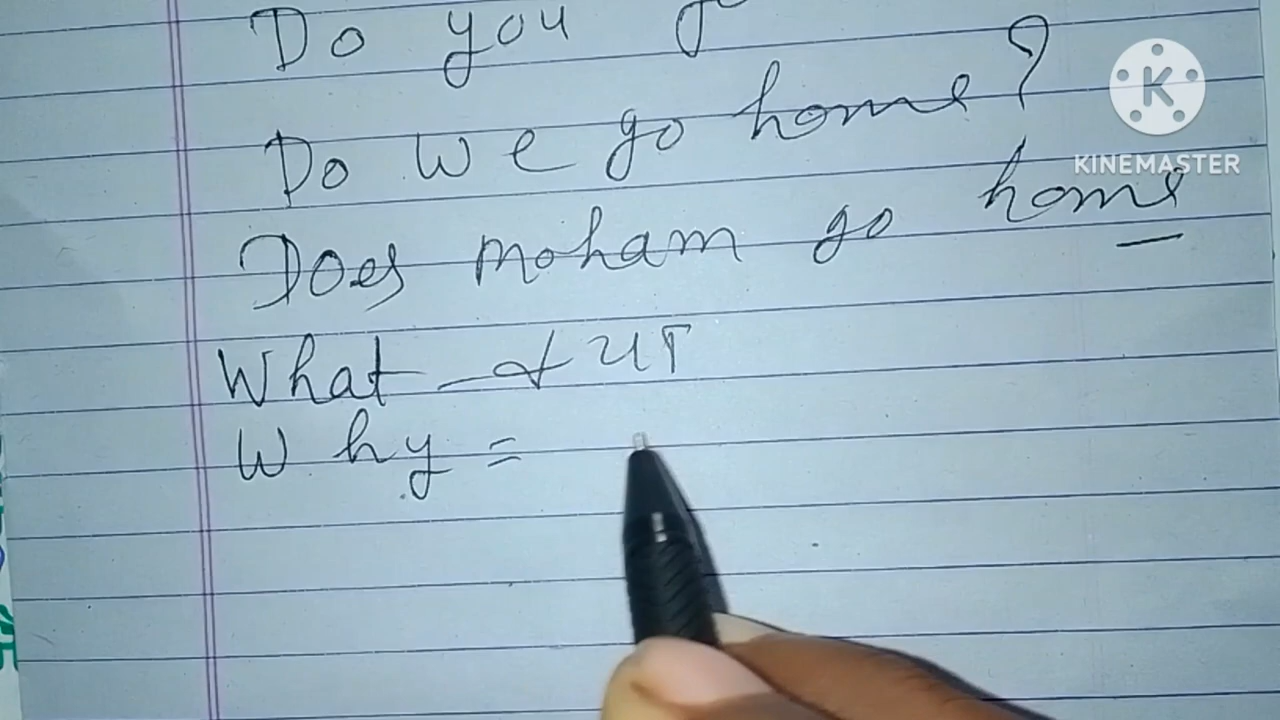 Do you g
Do we go home?
Does moham go home
What – क्या
Why =
KINEMASTER